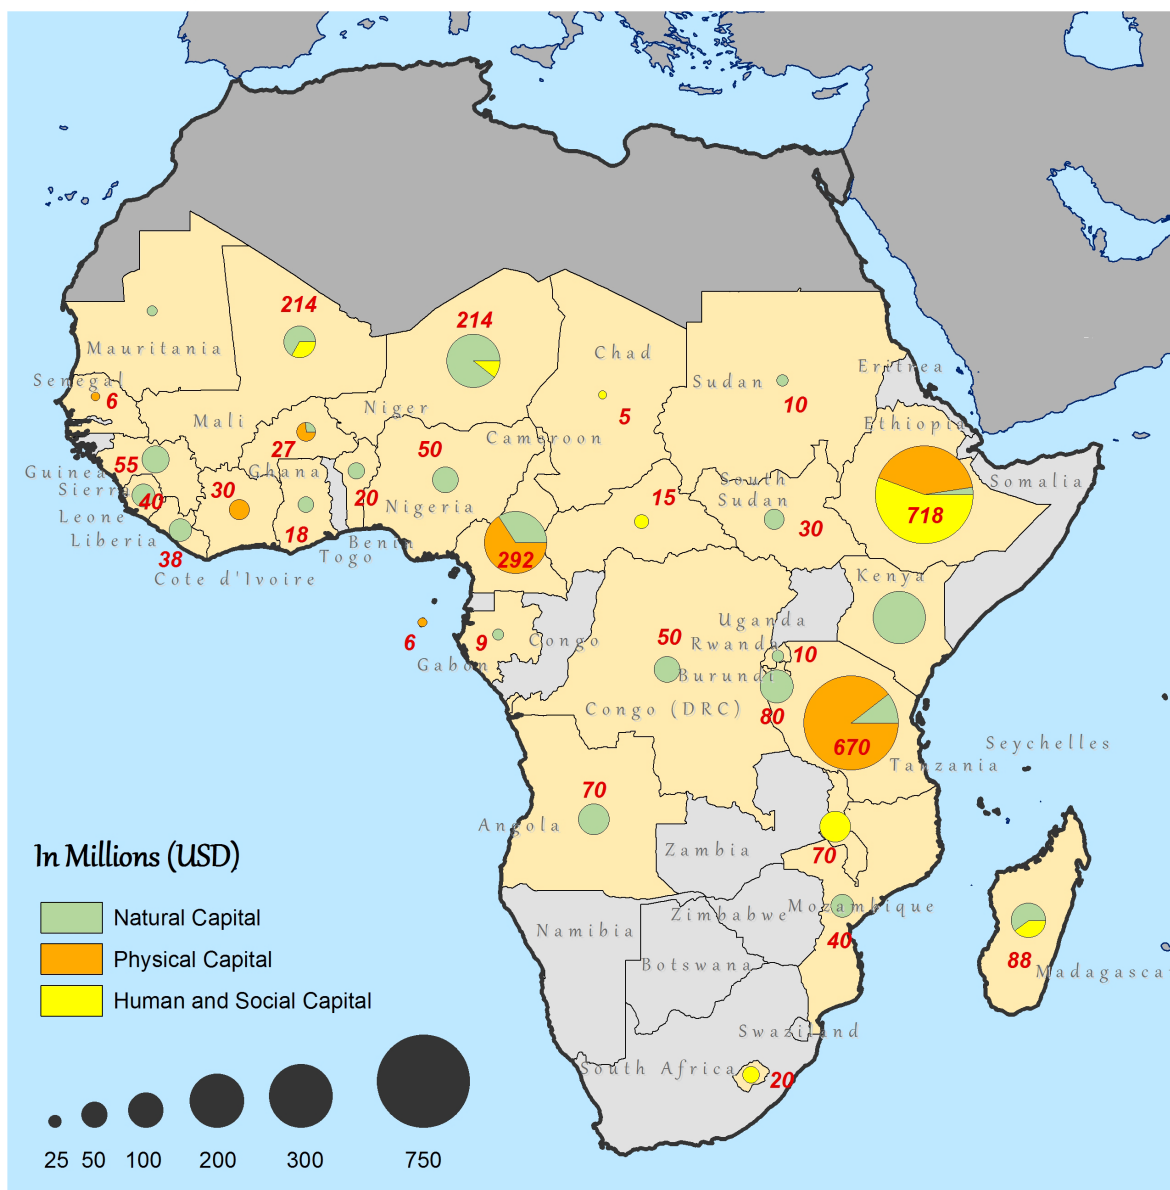 214
214
Mauritania
Chad
Senegal
6
Sudan
Eritrea
5
10
Mali
Niger
Cameroon
Ethiopia
27
50
Guinea
55
Ghana
South
Sudan
Somalia
Sierra
40
30
20
Nigeria
15
718
Leone
18
30
Liberia
38
Benin
Togo
292
Cote d'Ivoire
Kenya
6
9
Congo
50
Uganda
Rwanda
10
Gabon
Burundi
Congo (DRC)
80
670
Tanzania
Seychelles
70
Angola
Zambia
70
In Millions (USD)
Natural Capital
Zimbabwe
Mozambique
Namibia
40
Physical Capital
Botswana
88
Madagasca
Human and Social Capital
Swaziland
South Africa
20
25 50 100 200 300 750